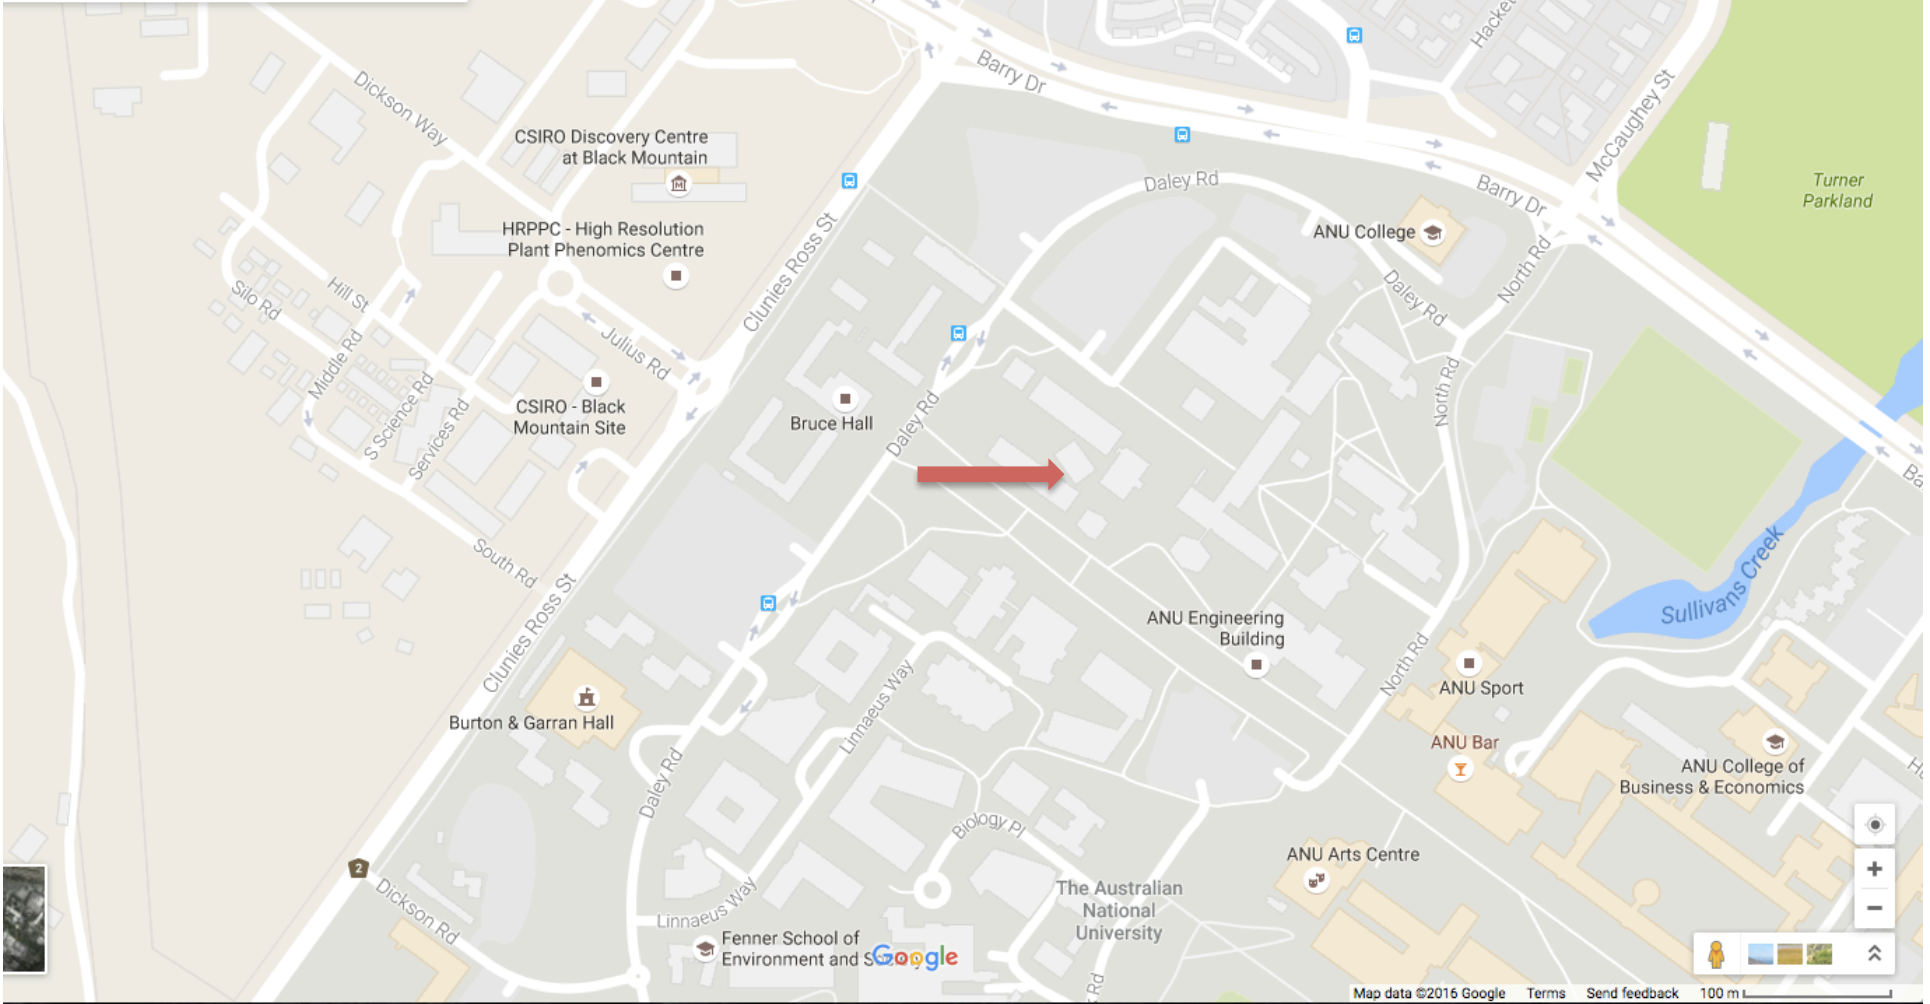 Barry Dr
Hacket
McCaughey St
Dickson Way
CSIRO Discovery Centre
at Black Mountain
Daley Rd
Turner
Parkland
Barry Dr
HRPPC - High Resolution
Plant Phenomics Centre
ANU College
Clunies Ross St
North Rd
Silo Rd
Hill St
Daley Rd
Julius Rd
Middle Rd
North Rd
CSIRO - Black
Mountain Site
S Science Rd
Services Rd
Bruce Hall
Daley Rd
Ba
South Rd
Sullivans Creek
Clunies Ross St
ANU Engineering
Building
North Rd
ANU Sport
Linnaeus Way
Burton & Garran Hall
ANU Bar
ANU College of
Business & Economics
Daley Rd
Biology Pl
2
ANU Arts Centre
Dickson Rd
The Australian
National
University
Linnaeus Way
Fenner School of
Environment and S
Google
Rd
Map data ©2016 Google Terms Send feedback 100 m